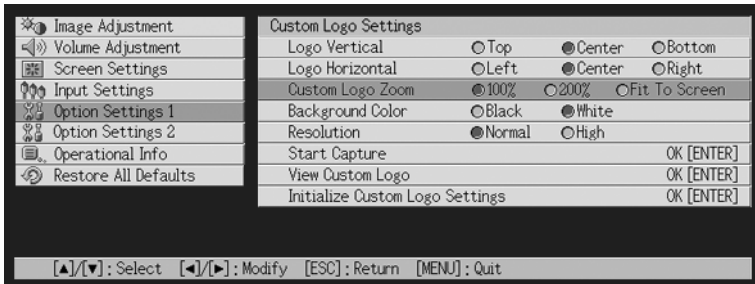 Image Adjustment
Volume Adjustment
Screen Settings
Input Settings
Option Settings 1
Option Settings 2
Operational Info
Restore All Defaults
Custom Logo Settings
Logo Vertical Top Center Bottom
Logo Horizontal Left Center Right
Custom Logo Zoom 100% 200% Fit To Screen
Background Color Black White
Resolution Normal High
Start Capture OK [ENTER]
View Custom Logo OK [ENTER]
Initialize Custom Logo Settings OK [ENTER]
[▲]/[▼]: Select [◄]/[►]: Modify [ESC]: Return [MENU]: Quit